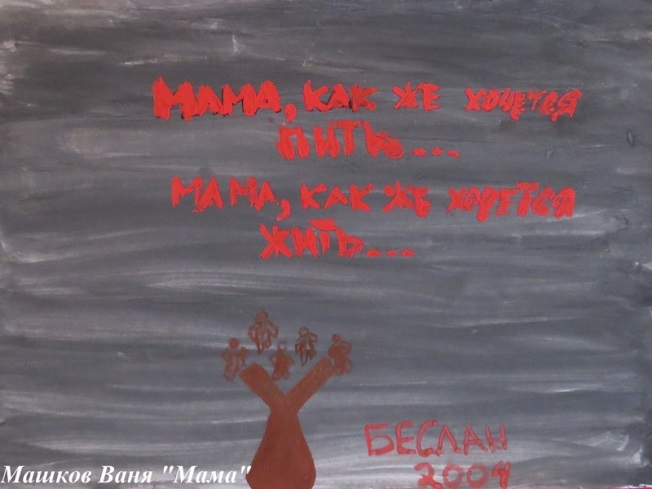 МАМА, КАК ЖЕ ХОЧЕТСЯ
ПИТЬ...
МАМА, КАК ЖЕ ХОЧЕТСЯ
ЖИТЬ...
БЕСЛАН
2004
Машков Ваня "Мама"